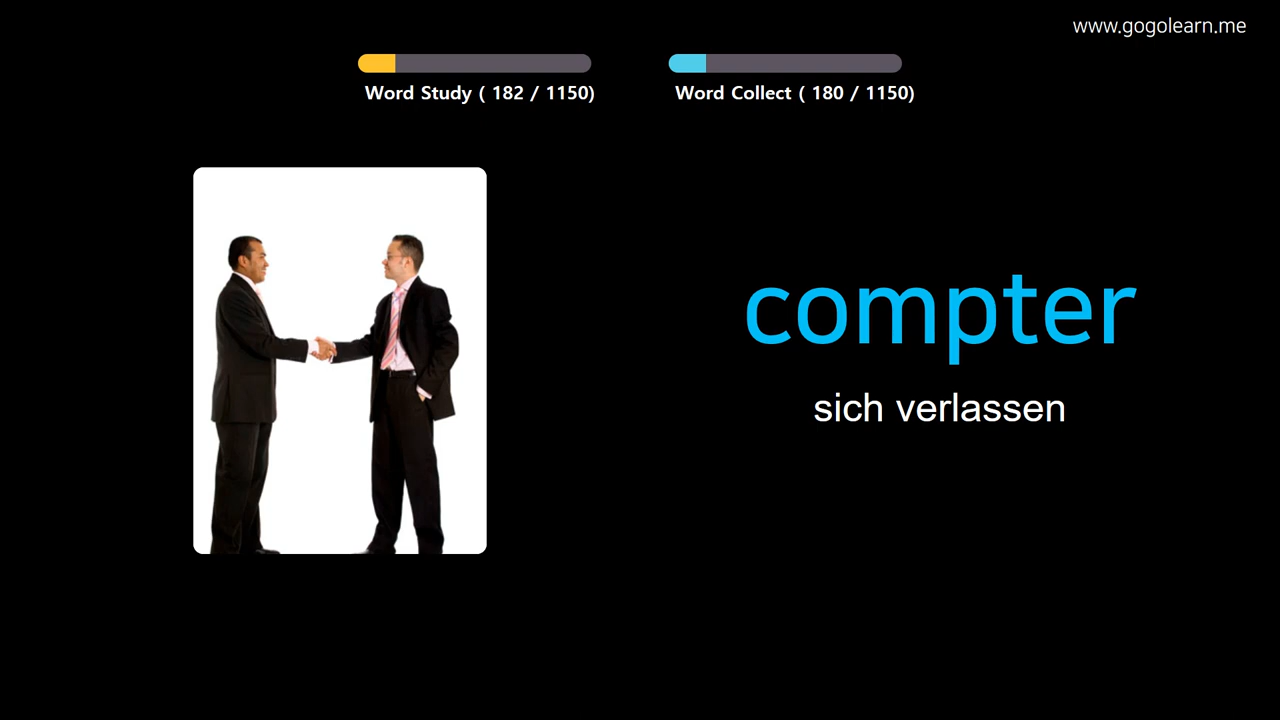 www.gogolearn.me
Word Study ( 182 / 1150)
Word Collect ( 180 / 1150)
compter
sich verlassen